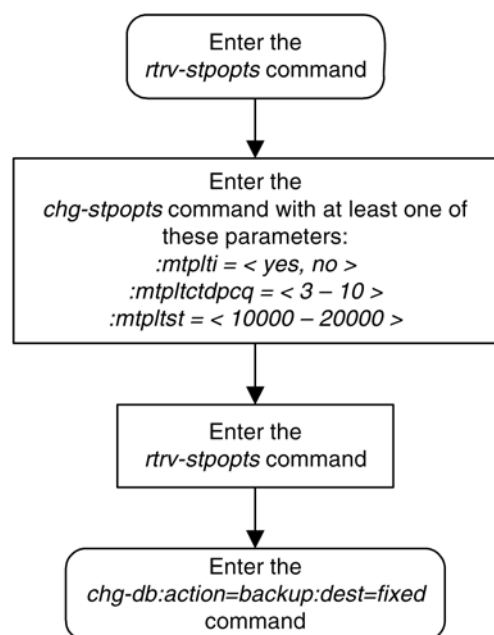 Enter the
rtrv-stpopts command
Enter the
chg-stpopts command with at least one of
these parameters:
:mtplti = < yes, no >
:mtpltctdpcq = < 3 – 10 >
:mtpltst = < 10000 – 20000 >
Enter the
rtrv-stpopts command
Enter the
chg-db:action=backup:dest=fixed
command